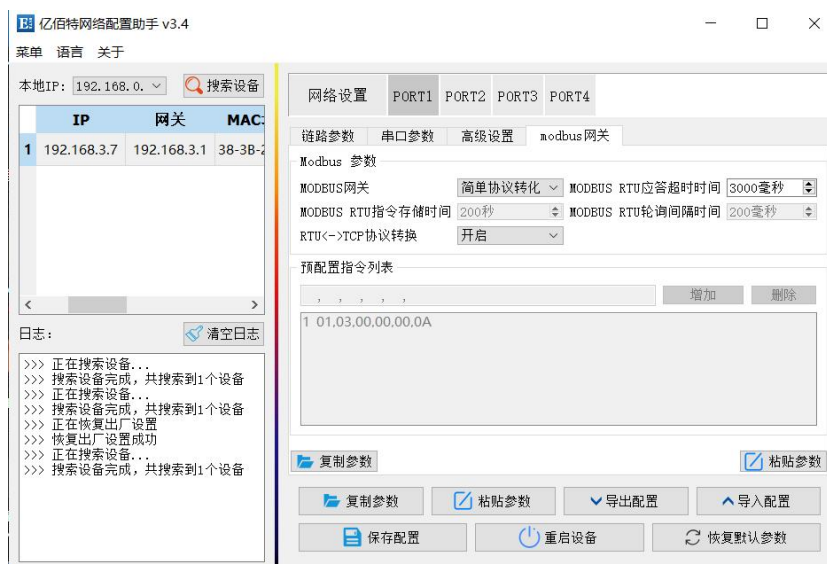 亿佰特网络配置助手 v3.4
菜单 语言 关于
本地IP: 192.168.0. 搜索设备
IP 网关 MAC:
1 192.168.3.7 192.168.3.1 38-3B-2
日志: 清空日志
>>> 正在搜索设备...
>>> 搜索设备完成，共搜索到1个设备
>>> 正在搜索设备...
>>> 搜索设备完成，共搜索到1个设备
>>> 正在恢复出厂设置
>>> 恢复出厂设置成功
>>> 正在搜索设备...
>>> 搜索设备完成，共搜索到1个设备
网络设置 PORT1 PORT2 PORT3 PORT4
链路参数 串口参数 高级设置 modbus网关
Modbus 参数
MODBUS网关 简单协议转化 MODBUS RTU应答超时时间 3000毫秒
MODBUS RTU指令存储时间 200秒 MODBUS RTU轮询间隔时间 200毫秒
RTU<->TCP协议转换 开启
预配置指令列表
, , , , , 增加 删除
1 01,03,00,00,00,0A
复制参数 粘贴参数
复制参数 粘贴参数 导出配置 导入配置
保存配置 重启设备 恢复默认参数